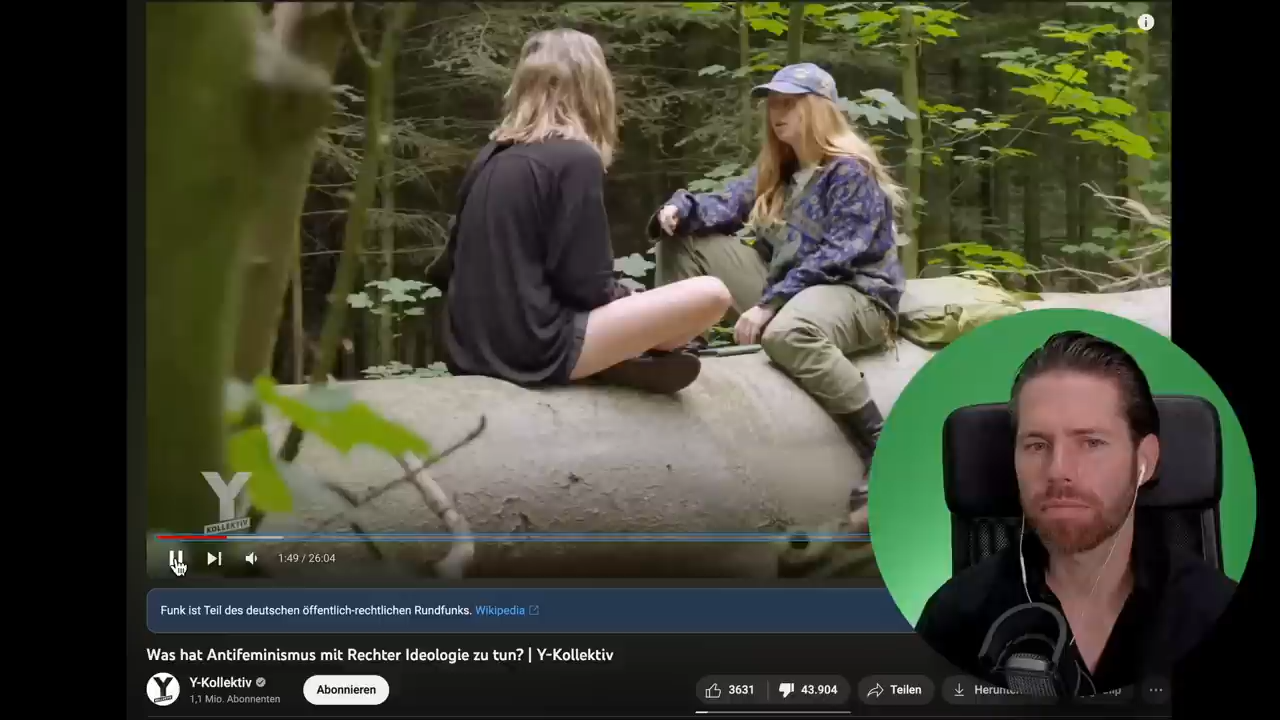 Y
KOLLEKTIV
1:49 / 26:04
Funk ist Teil des deutschen öffentlich-rechtlichen Rundfunks. Wikipedia
Was hat Antifeminismus mit Rechter Ideologie zu tun? | Y-Kollektiv
Y-Kollektiv
1,1 Mio. Abonnenten
Abonnieren
3631
43.904
Teilen